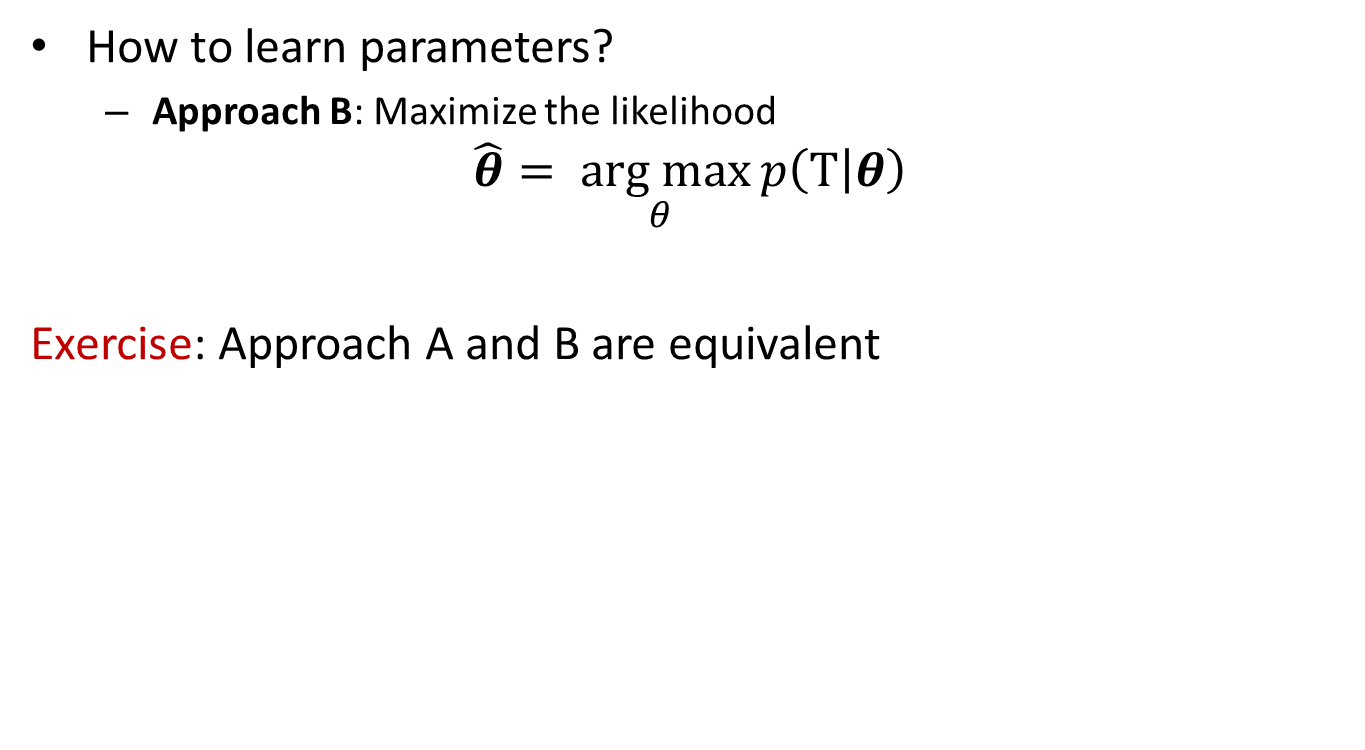 • How to learn parameters?
– Approach B: Maximize the likelihood
𝜽̂ = arg max p(T|𝜽)
θ
Exercise: Approach A and B are equivalent